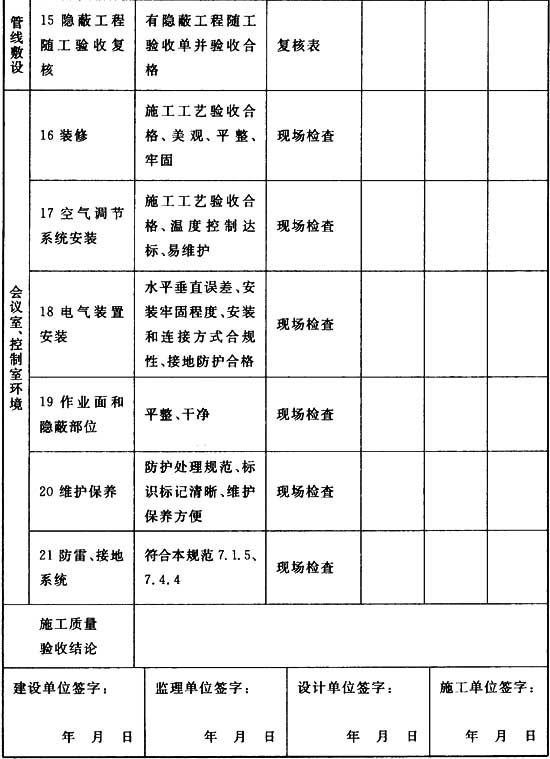 管线敷设
15 隐蔽工程
随工验收复
核
有隐蔽工程随工
验收单并验收合
格
复核表
会议室、控制室环境
16 装修
施工工艺验收合
格、美观、平整、
牢固
现场检查
17 空气调节
系统安装
施工工艺验收合
格、温度控制达
标、易维护
现场检查
18 电气装置
安装
水平垂直误差、安
装牢固程度、安装
和连接方式合规
性、接地防护合格
现场检查
19 作业面和
隐蔽部位
平整、干净
现场检查
20 维护保养
防护处理规范、标
识标记清晰、维护
保养方便
现场检查
21 防雷、接地
系统
符合本规范 7.1.5、
7.4.4
现场检查
施工质量
验收结论
建设单位签字:
年 月 日
监理单位签字:
年 月 日
设计单位签字:
年 月 日
施工单位签字:
年 月 日